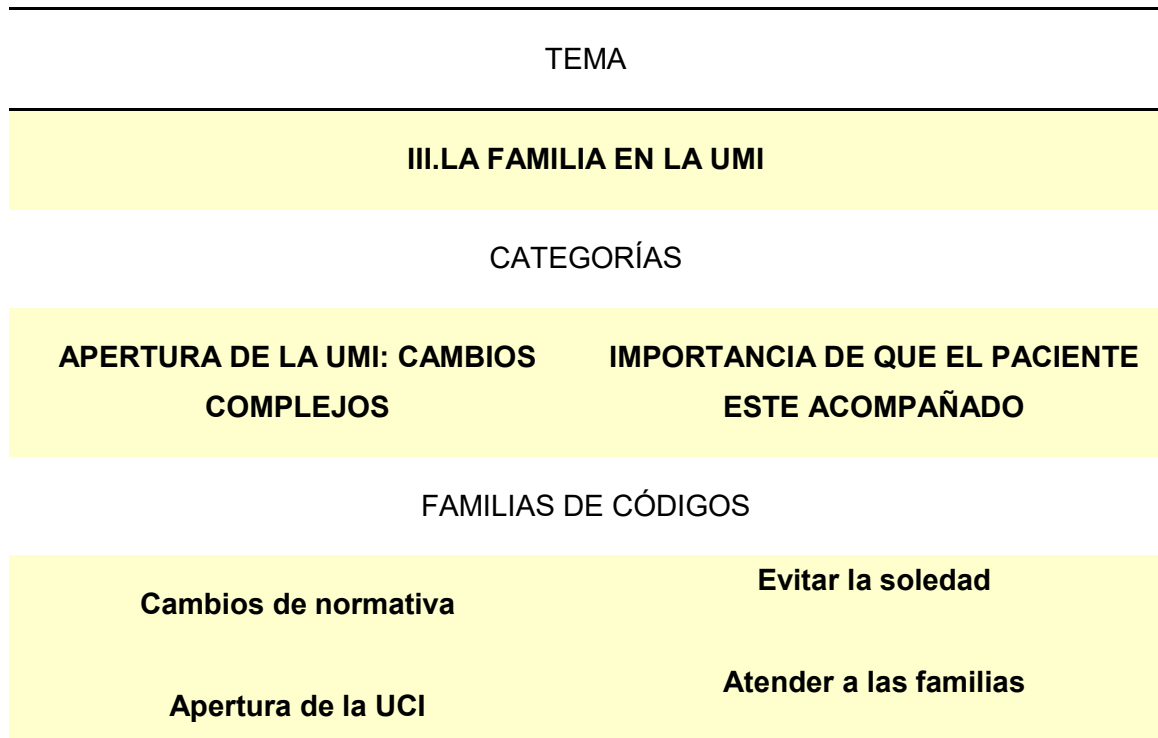 TEMA
III.LA FAMILIA EN LA UMI
CATEGORÍAS
APERTURA DE LA UMI: CAMBIOS
COMPLEJOS
IMPORTANCIA DE QUE EL PACIENTE
ESTE ACOMPAÑADO
FAMILIAS DE CÓDIGOS
Cambios de normativa
Apertura de la UCI
Evitar la soledad
Atender a las familias